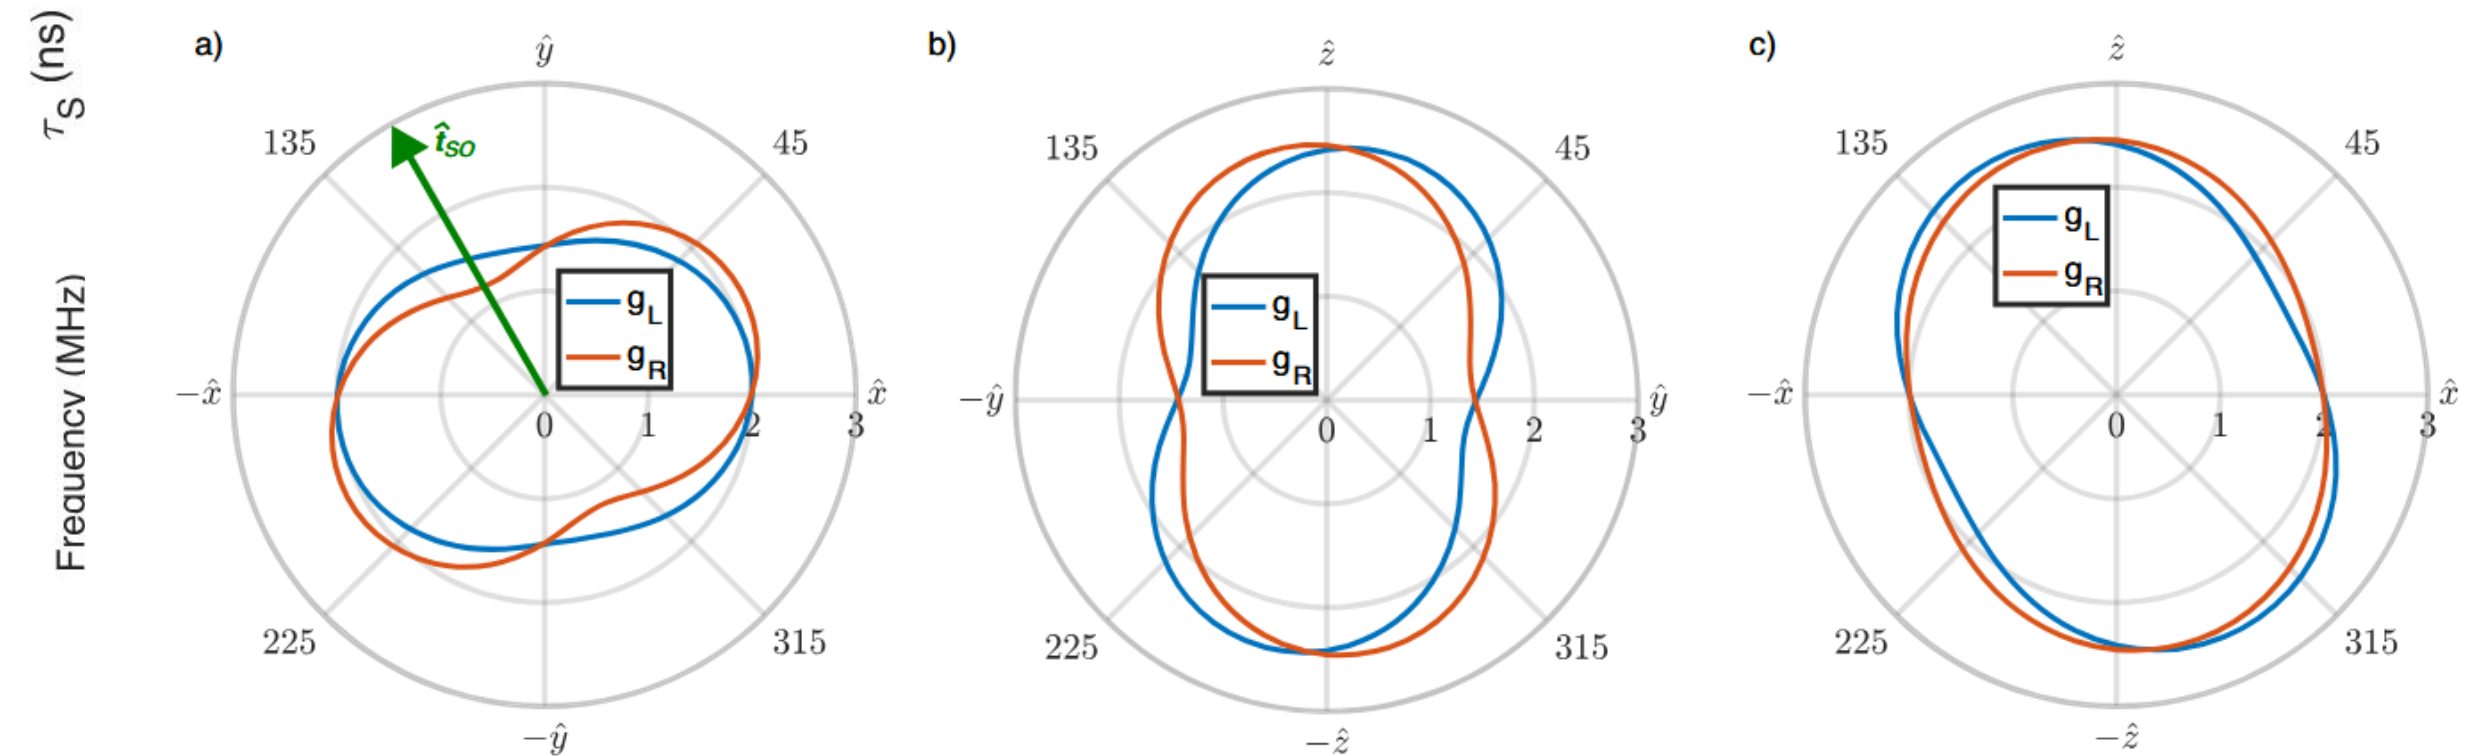 τS (ns)
Frequency (MHz)
a)
ŷ
135
45
t̂SO
gL
gR
−x̂
x̂
0
1
2
3
225
315
−ŷ
b)
ẑ
135
45
gL
gR
−ŷ
ŷ
0
1
2
3
225
315
−ẑ
c)
ẑ
135
45
gL
gR
−x̂
x̂
0
1
2
3
225
315
−ẑ